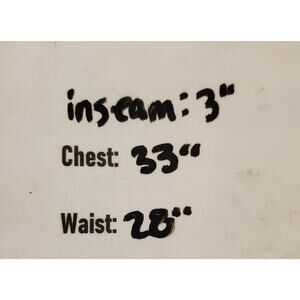 inseam: 3"
Chest: 33"
Waist: 28"